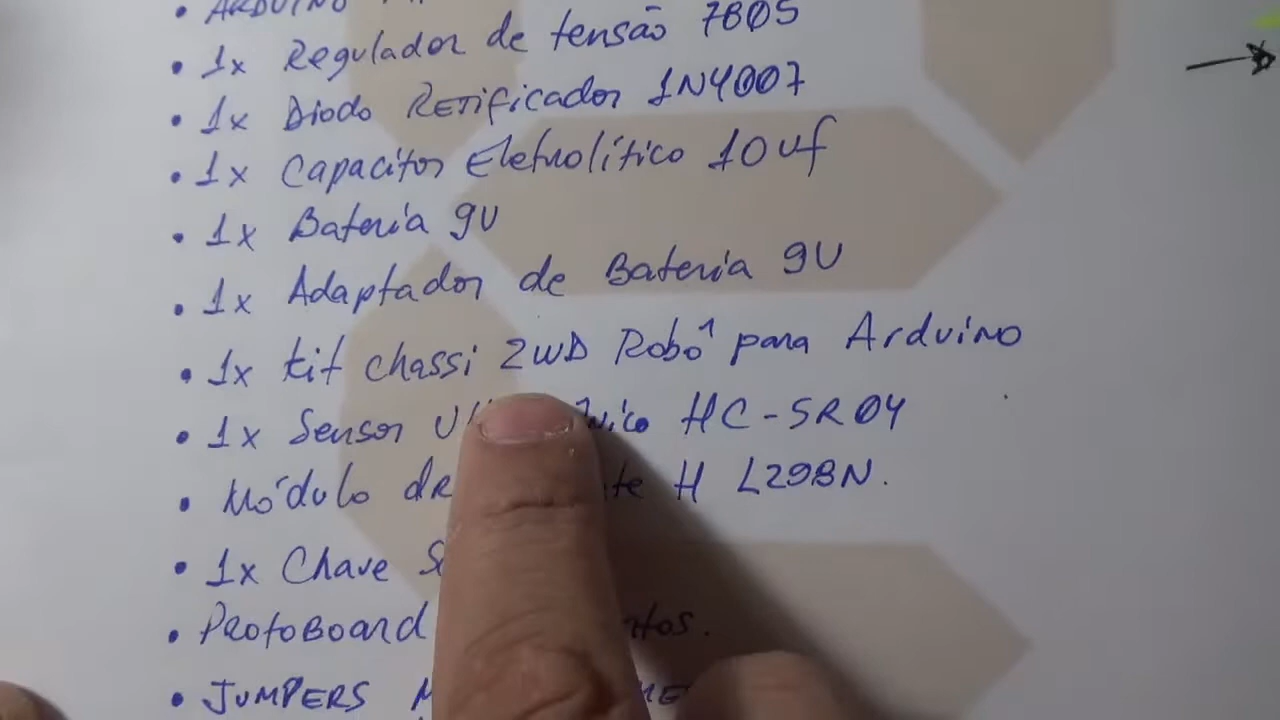 • ARDUINO
• 1x Regulador de tensão 7805
• 1x Diodo Retificador 1N4007
• 1x Capacitor Eletrolítico 10uf
• 1x Bateria 9V
• 1x Adaptador de Bateria 9V
• 1x Kit chassi 2WD Robô para Arduino
• 1x Sensor HC-SR04
• Módulo H L298N.
• 1x Chave
• ProtoBoard
• JUMPERS